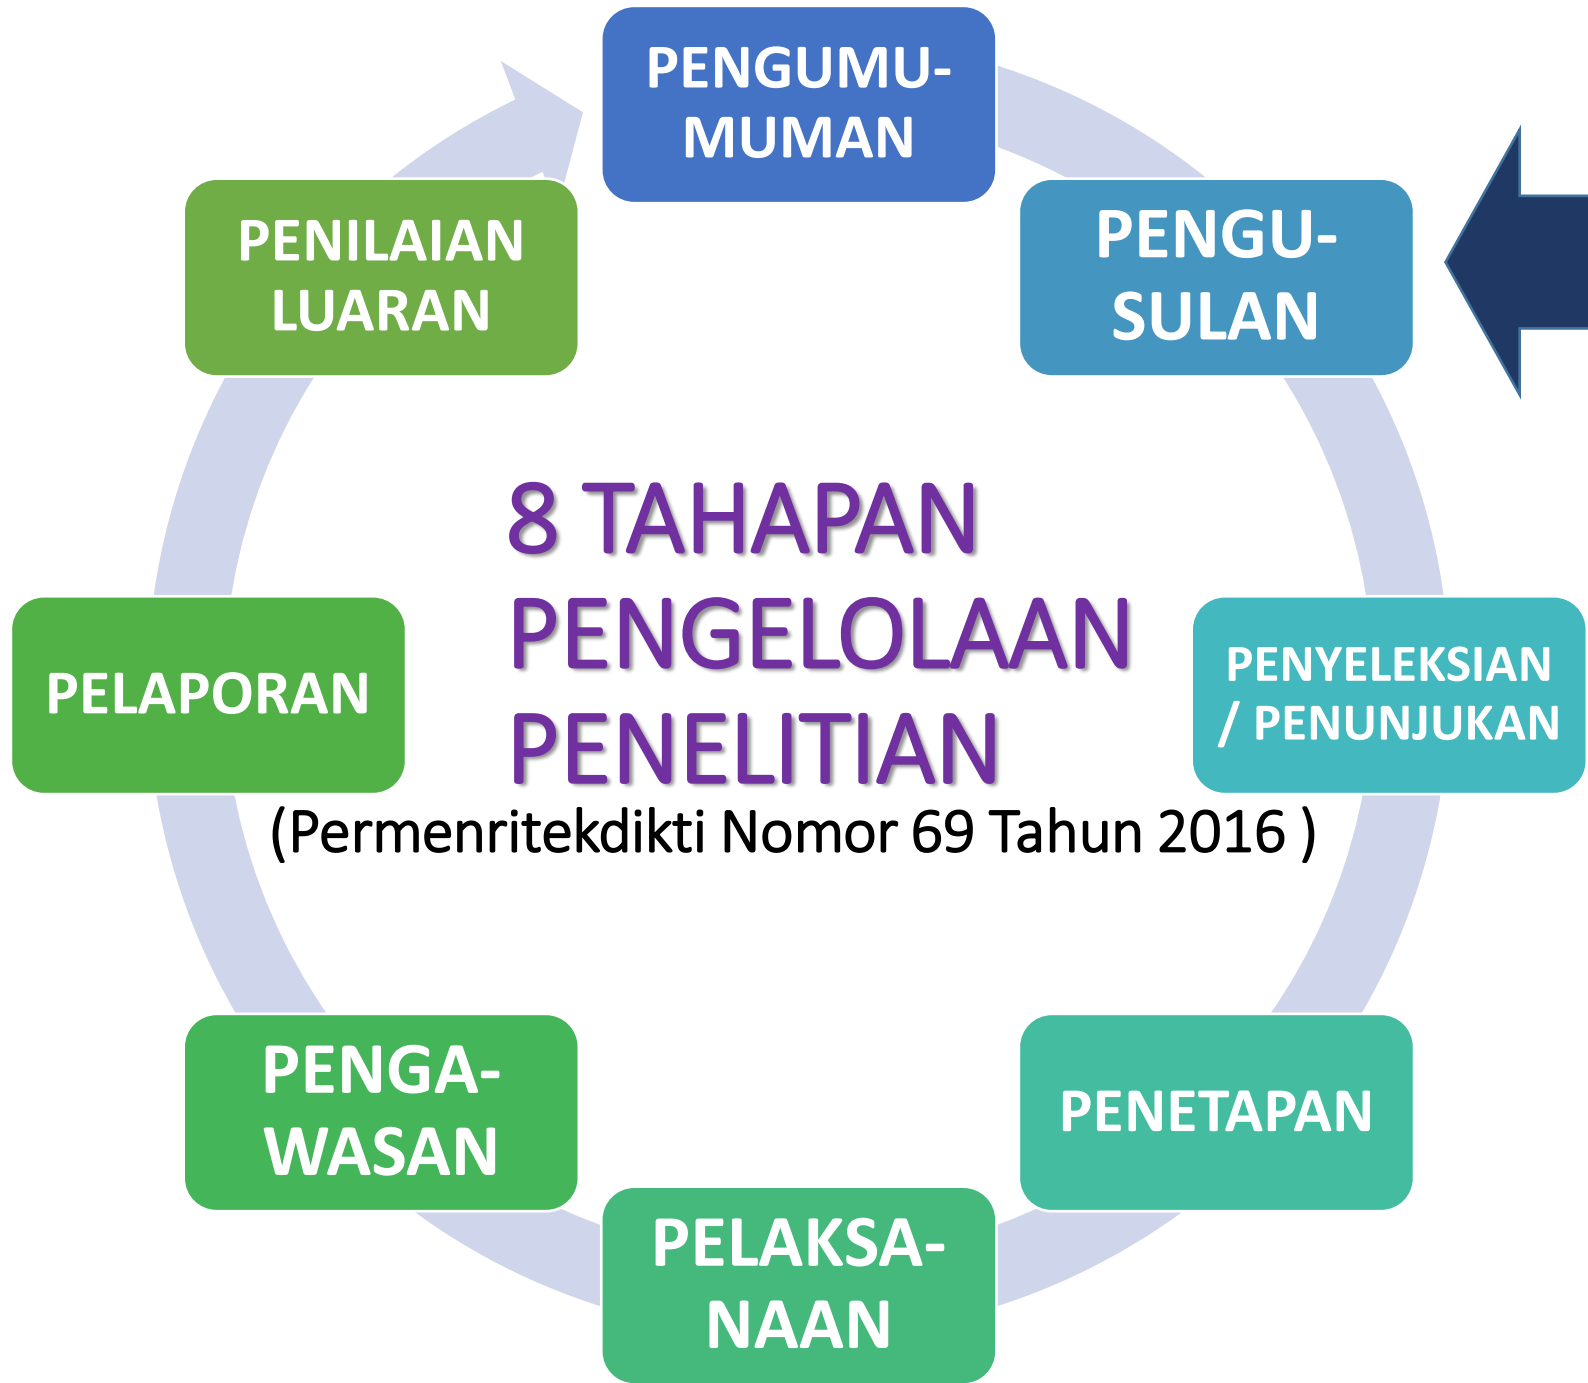 PENGUMU-
MUMAN
PENGU-
SULAN
PENYELEKSIAN
/ PENUNJUKAN
PENETAPAN
PELAKSA-
NAAN
PENGA-
WASAN
PELAPORAN
PENILAIAN
LUARAN
8 TAHAPAN
PENGELOLAAN
PENELITIAN
(Permenritekdikti Nomor 69 Tahun 2016 )